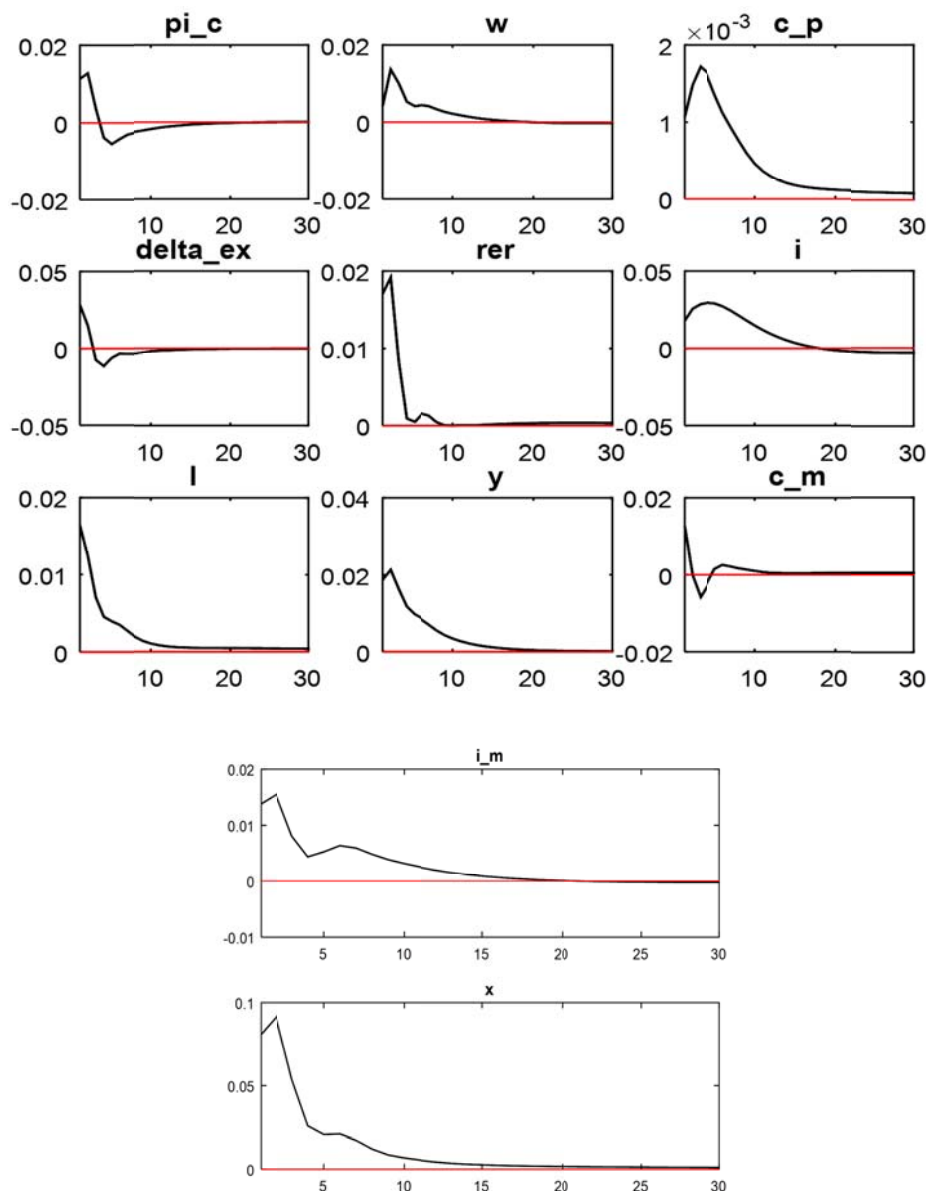 pi_c w c_p
0.02 0.02 2 ×10⁻³
0 0 1
-0.02 -0.02 0
10 20 30 10 20 30 10 20 30
delta_ex rer i
0.05 0.02 0.05
0 0.01 0
-0.05 0 -0.05
10 20 30 10 20 30 10 20 30
l y c_m
0.02 0.04 0.02
0.01 0.02 0
0 0 -0.02
10 20 30 10 20 30 10 20 30
i_m
0.02
0.01
0
-0.01
5 10 15 20 25 30
x
0.1
0.05
0
5 10 15 20 25 30